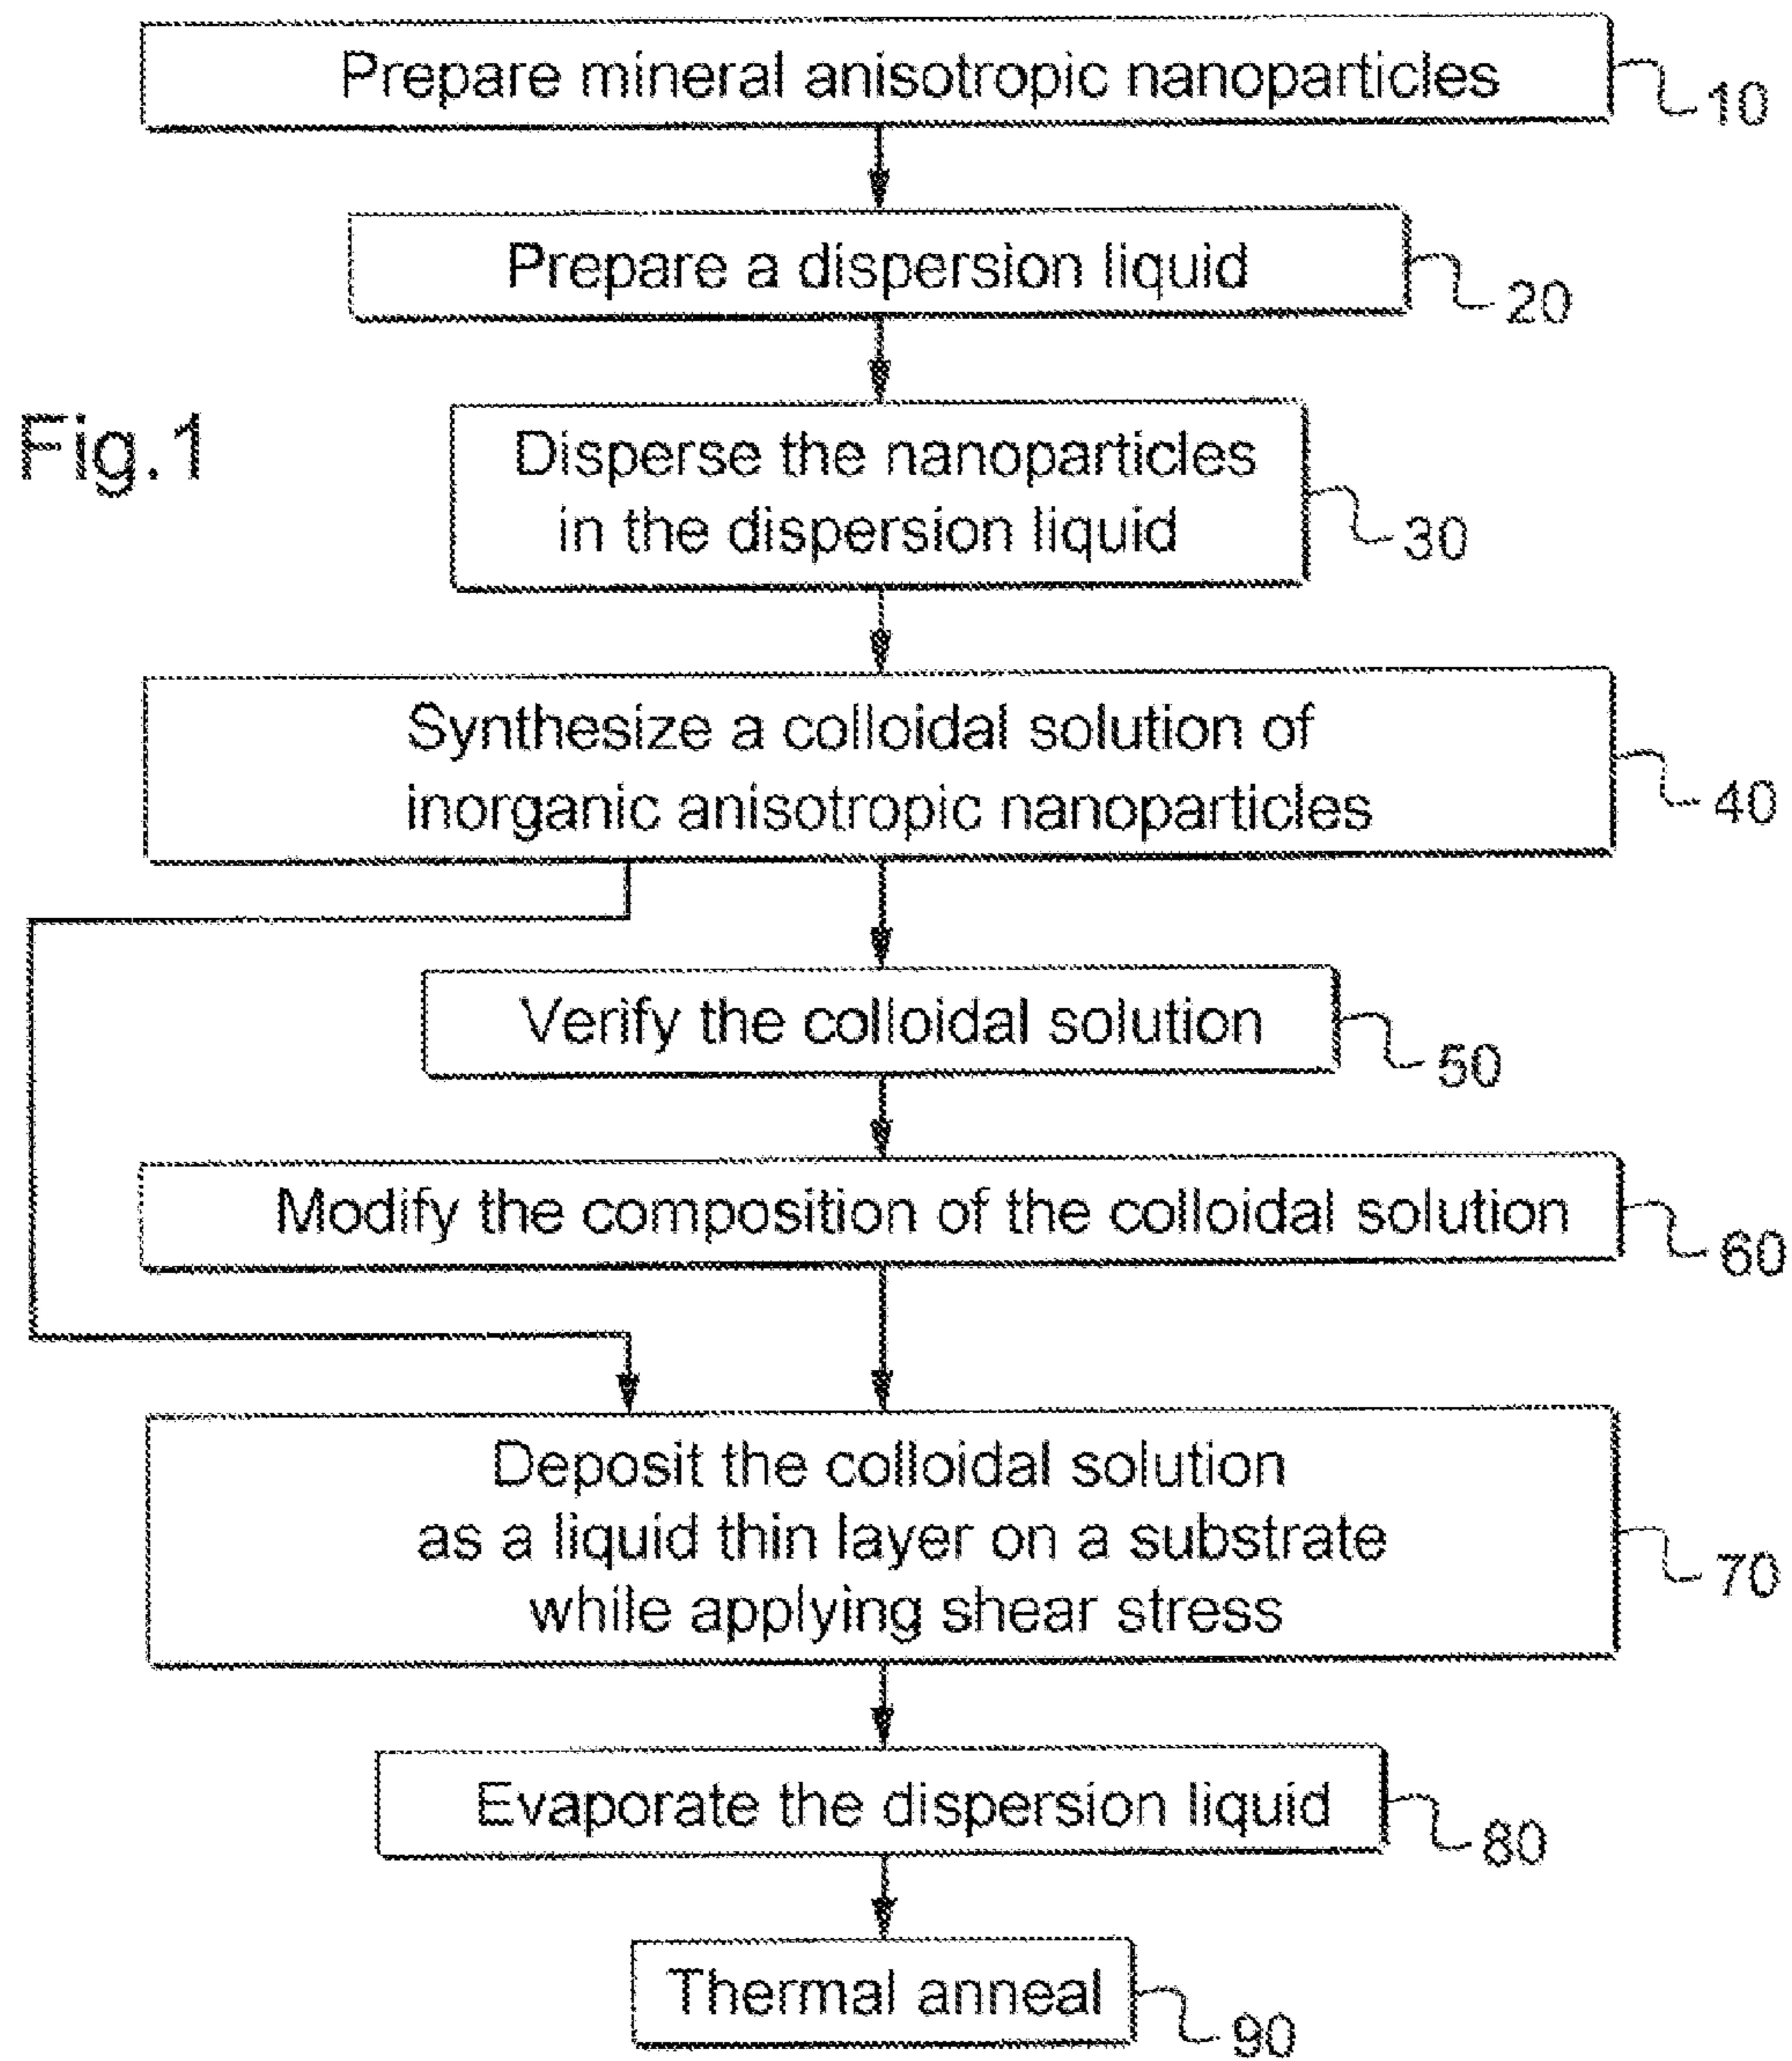 Prepare mineral anisotropic nanoparticles
10
Prepare a dispersion liquid
20
Fig.1
Disperse the nanoparticles
in the dispersion liquid
30
Synthesize a colloidal solution of
inorganic anisotropic nanoparticles
40
Verify the colloidal solution
50
Modify the composition of the colloidal solution
60
Deposit the colloidal solution
as a liquid thin layer on a substrate
while applying shear stress
70
Evaporate the dispersion liquid
80
Thermal anneal
90